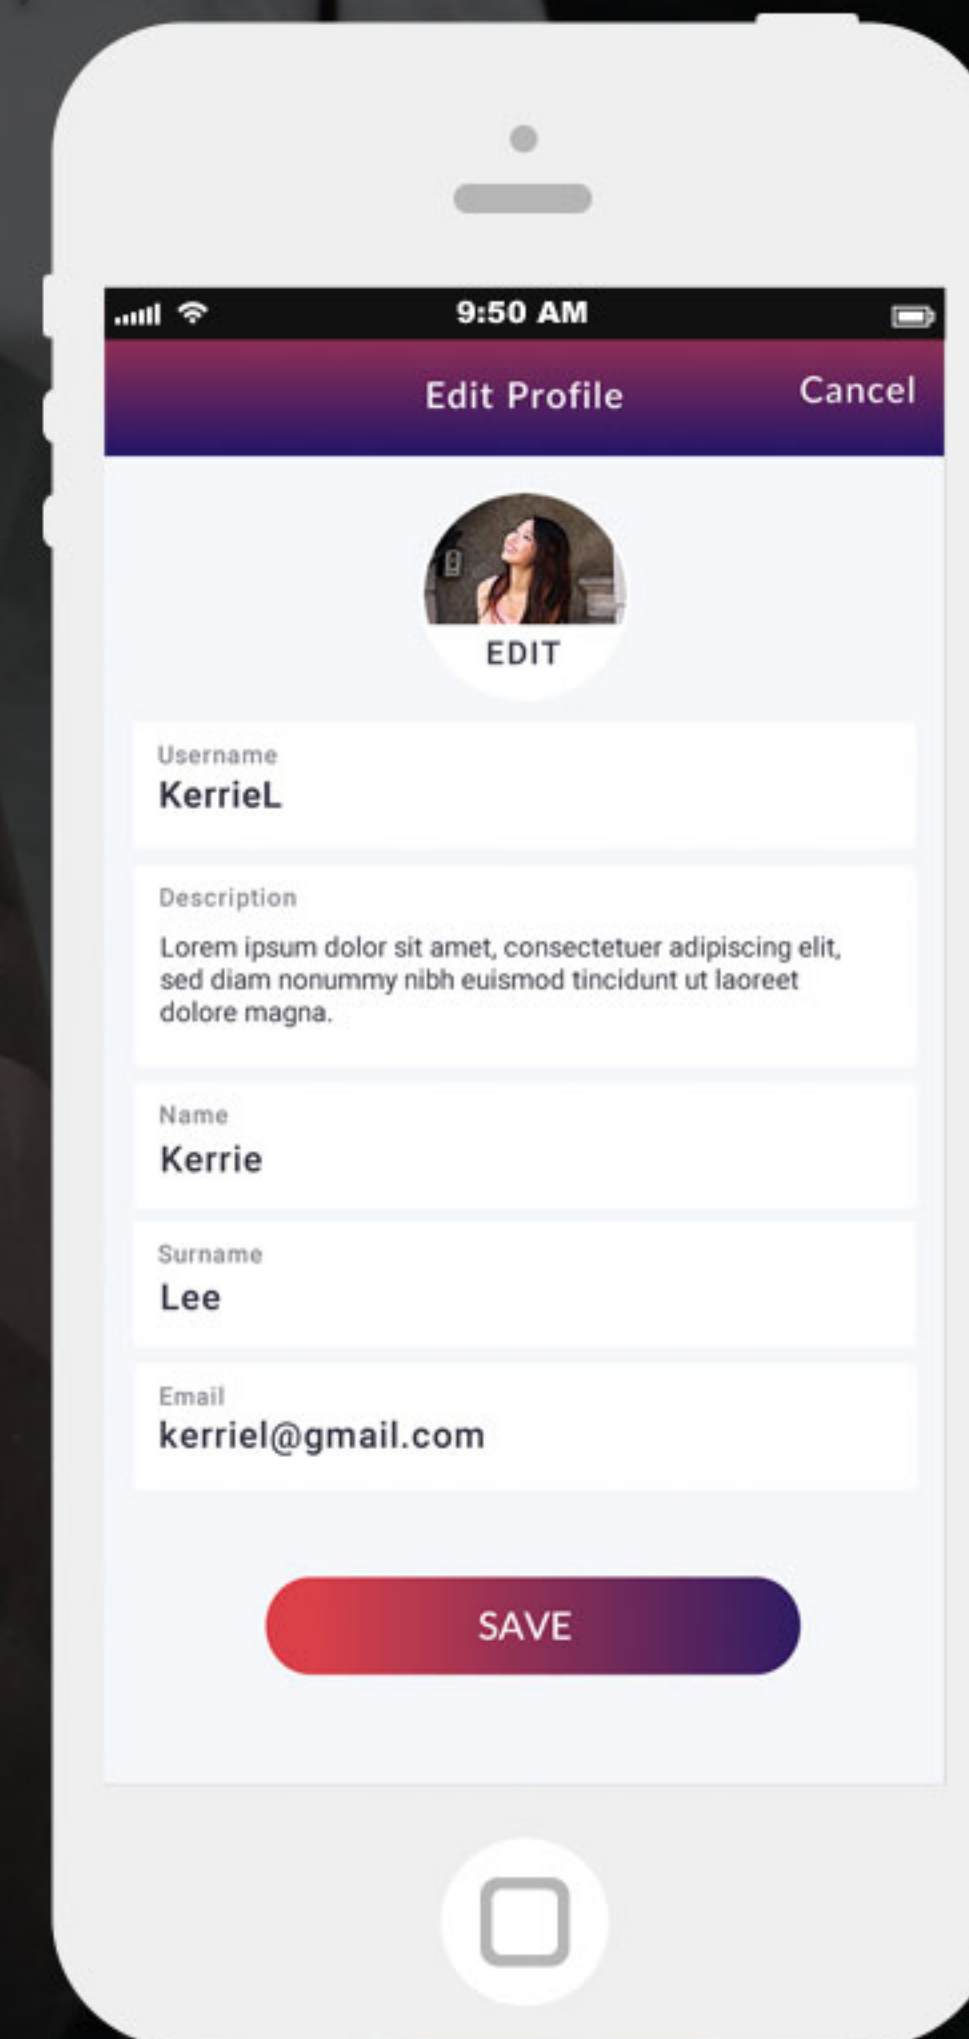 9:50 AM
Edit Profile
Cancel
EDIT
Username
KerrieL
Description
Lorem ipsum dolor sit amet, consectetuer adipiscing elit,
sed diam nonummy nibh euismod tincidunt ut laoreet
dolore magna.
Name
Kerrie
Surname
Lee
Email
kerriel@gmail.com
SAVE